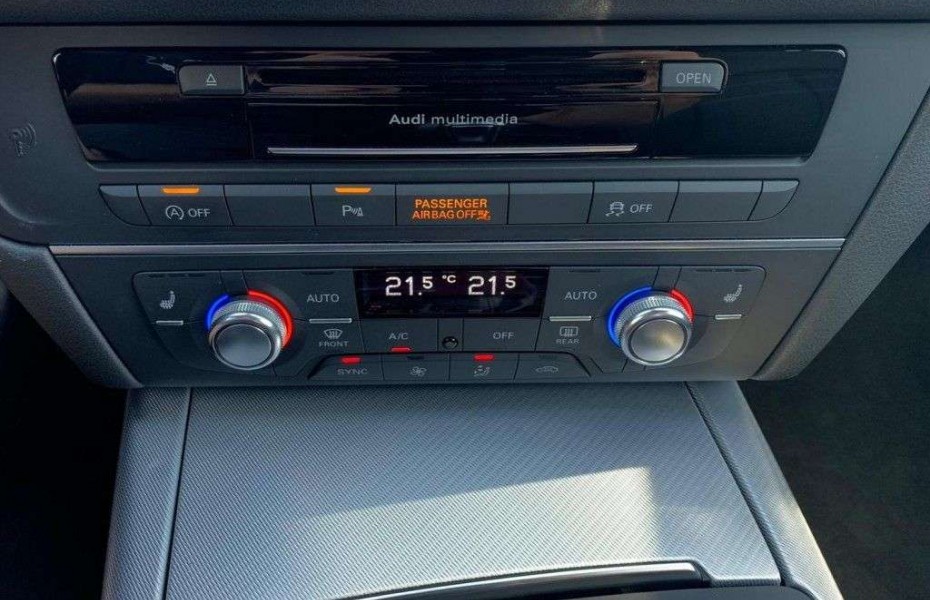 OPEN
Audi multimedia
A OFF
P
PASSENGER
AIR BAG OFF
OFF
21.5 °C 21.5
AUTO
AUTO
FRONT
A/C
OFF
REAR
SYNC